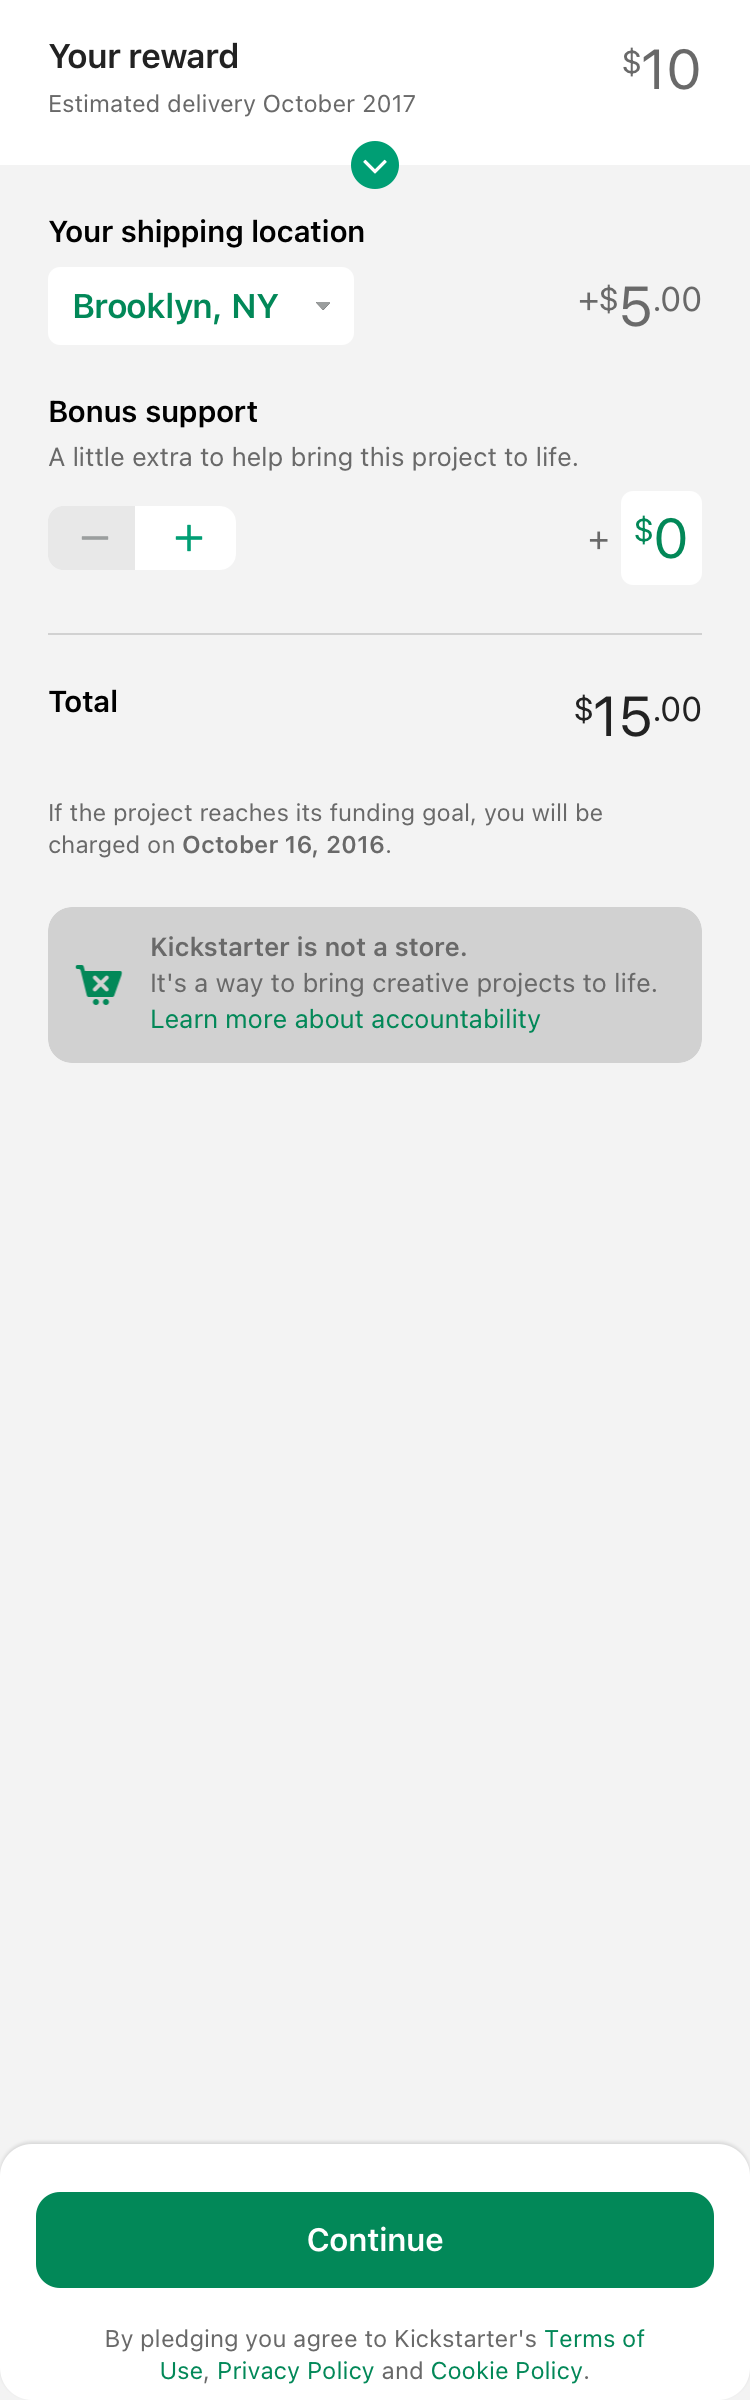 Your reward
$10
Estimated delivery October 2017
Your shipping location
Brooklyn, NY
+$5.00
Bonus support
A little extra to help bring this project to life.
− +
+ $0
Total
$15.00
If the project reaches its funding goal, you will be
charged on October 16, 2016.
Kickstarter is not a store.
It's a way to bring creative projects to life.
Learn more about accountability
Continue
By pledging you agree to Kickstarter's Terms of
Use, Privacy Policy and Cookie Policy.